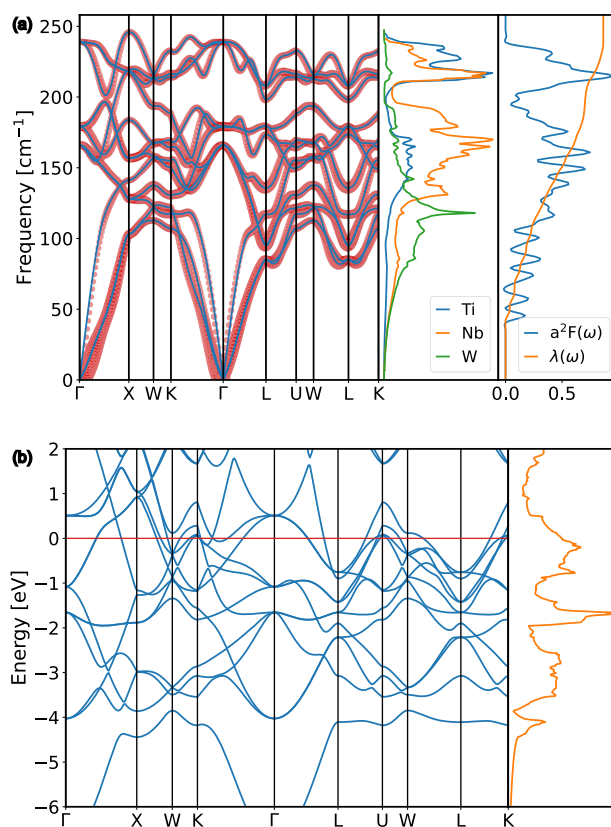 (a)
Frequency [cm⁻¹]
250
200
150
100
50
0
Γ X W K Γ L U W L K
Ti
Nb
W
a²F(ω)
λ(ω)
0.0 0.5
(b)
Energy [eV]
2
1
0
−1
−2
−3
−4
−5
−6
Γ X W K Γ L U W L K